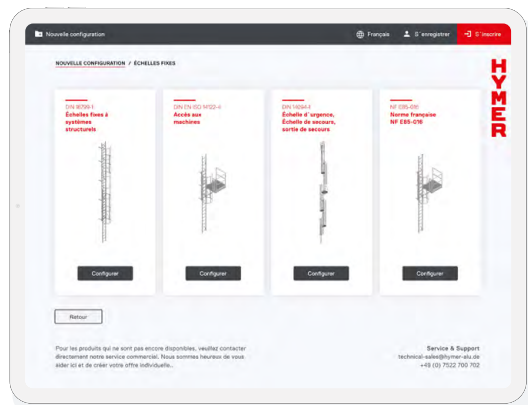 Nouvelle configuration
Français
S´enregistrer
S´inscrire
NOUVELLE CONFIGURATION / ÉCHELLES FIXES
HYMER
DIN 18799-1
Échelles fixes à
systèmes
structurels
Configurer
DIN EN ISO 14122-4
Accès aux
machines
Configurer
DIN 14094-1
Échelle d´urgence,
Échelle de secours,
sortie de secours
Configurer
NF E85-016
Norme française
NF E85-016
Configurer
Retour
Pour les produits qui ne sont pas encore disponibles, veuillez contacter
directement notre service commercial. Nous sommes heureux de vous
aider ici et de créer votre offre individuelle..
Service & Support
technical-sales@hymer-alu.de
+49 (0) 7522 700 702